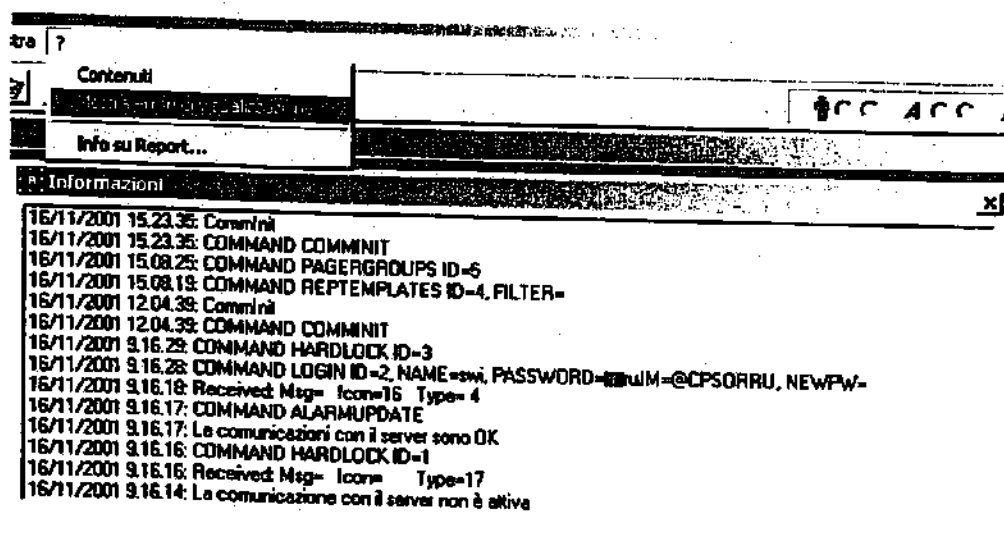 tra ?
Contenuti
Info su Report...
Informazioni
16/11/2001 15.23.35: CommInit
16/11/2001 15.23.35: COMMAND COMMINIT
16/11/2001 15.08.25: COMMAND PAGERGROUPS ID=5
16/11/2001 15.08.19: COMMAND REPTEMPLATES ID=4, FILTER=
16/11/2001 12.04.39: CommInit
16/11/2001 12.04.39: COMMAND COMMINIT
16/11/2001 9.16.29: COMMAND HARDLOCK ID=3
16/11/2001 9.16.28: COMMAND LOGIN ID=2, NAME=swi, PASSWORD= NEWPW=
16/11/2001 9.16.18: Received: Msg= Icon=16 Type= 4
16/11/2001 9.16.17: COMMAND ALARMUPDATE
16/11/2001 9.16.17: Le comunicazioni con il server sono OK
16/11/2001 9.16.16: COMMAND HARDLOCK ID=1
16/11/2001 9.16.16: Received: Msg= Icon= Type=17
16/11/2001 9.16.14: La comunicazione con il server non è attiva